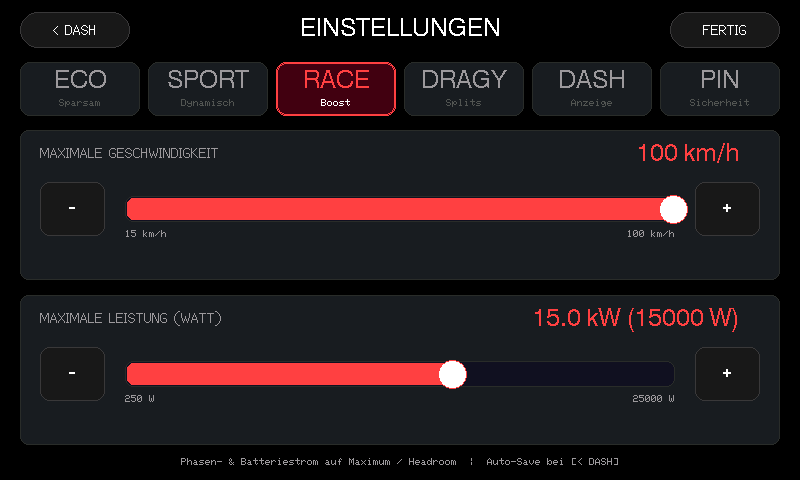 < DASH
EINSTELLUNGEN
FERTIG
ECO
Sparsam
SPORT
Dynamisch
RACE
Boost
DRAGY
Splits
DASH
Anzeige
PIN
Sicherheit
MAXIMALE GESCHWINDIGKEIT
100 km/h
-
+
15 km/h
100 km/h
MAXIMALE LEISTUNG (WATT)
15.0 kW (15000 W)
-
+
250 W
25000 W
Phasen- & Batteriestrom auf Maximum / Headroom ¦ Auto-Save bei [< DASH]